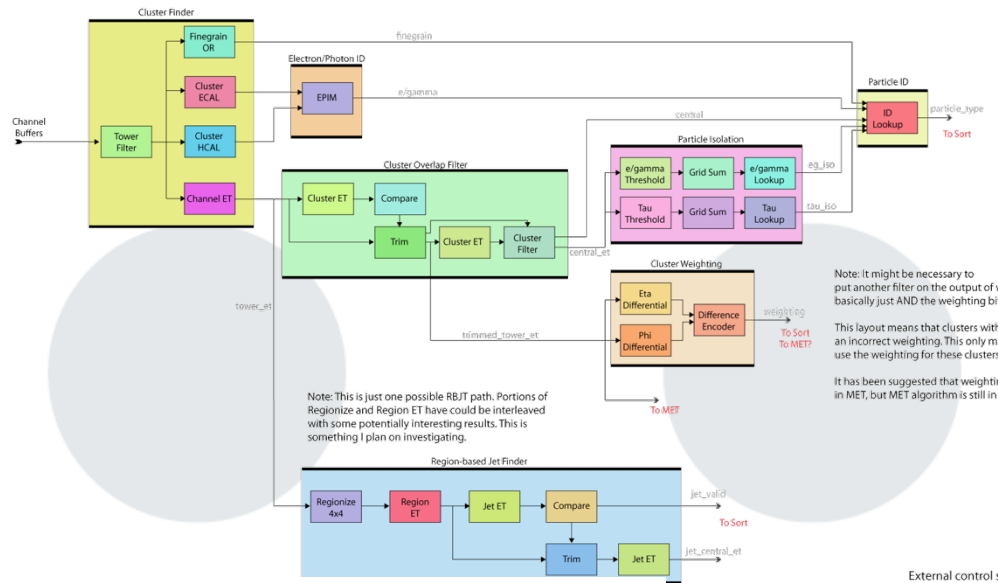 Cluster Finder
Finegrain
OR
finegrain
Electron/Photon ID
Cluster
ECAL
EPIM
e/gamma
Particle ID
Channel
Buffers
Tower
Filter
Cluster
HCAL
central
ID
Lookup
particle_type
To Sort
Particle Isolation
Cluster Overlap Filter
e/gamma
Threshold
Grid Sum
e/gamma
Lookup
eg_iso
Channel ET
Cluster ET
Compare
Tau
Threshold
Grid Sum
Tau
Lookup
tau_iso
Trim
Cluster ET
Cluster
Filter
central_et
Cluster Weighting
Note: It might be necessary to
put another filter on the output of
basically just AND the weighting
Eta
Differential
tower_et
Difference
Encoder
weighting
trimmed_tower_et
Phi
Differential
To Sort
To MET?
This layout means that clusters with
an incorrect weighting. This only
use the weighting for these clusters
It has been suggested that
in MET, but MET algorithm is still in
Note: This is just one possible RBJT path. Portions of
Regionize and Region ET have could be interleaved
with some potentially interesting results. This is
something I plan on investigating.
To MET
Region-based Jet Finder
Regionize
4x4
Region
ET
Jet ET
Compare
jet_valid
To Sort
Trim
Jet ET
jet_central_et
External control